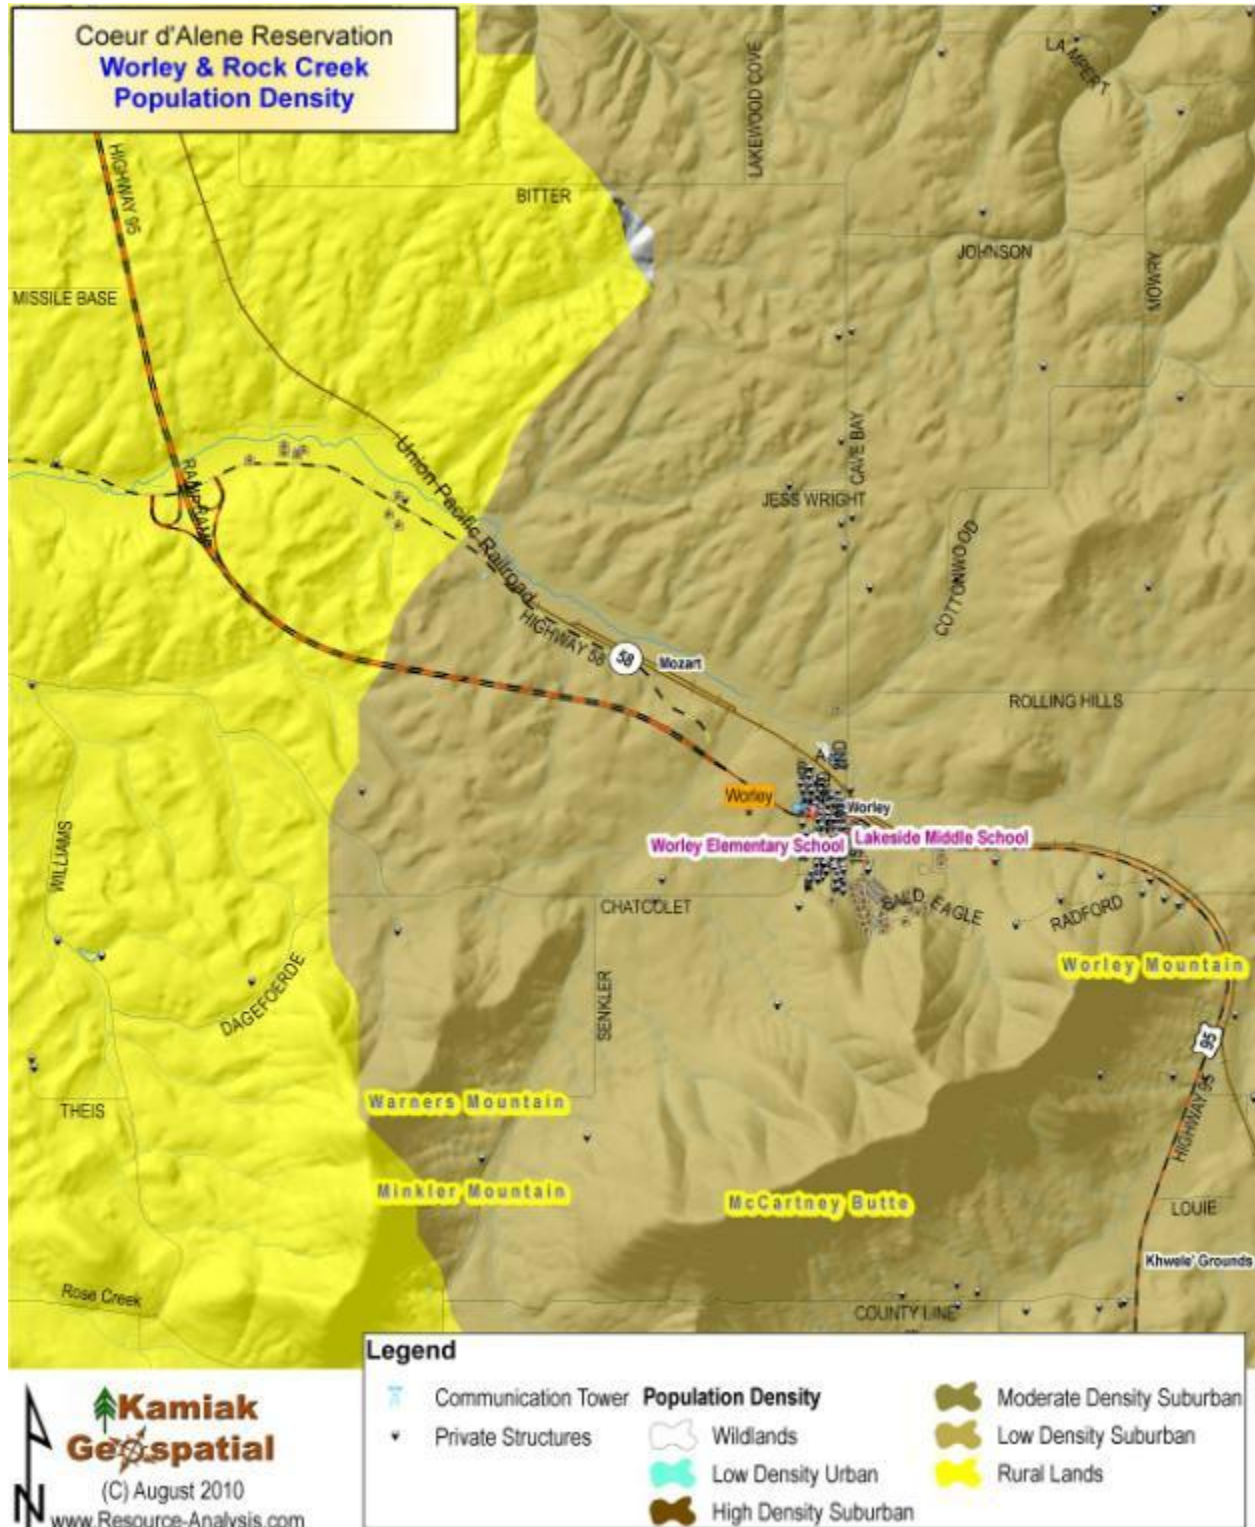 Coeur d'Alene Reservation
Worley & Rock Creek
Population Density
LAMPERT
LAKEWOOD COVE
HIGHWAY 95
BITTER
JOHNSON
MOWRY
MISSILE BASE
Union Pacific Railroad
CAVE BAY
RAMP
JESS WRIGHT
COTTONWOOD
HIGHWAY 58
58
Mozart
ROLLING HILLS
2ND
A
Worley
Worley
Worley Elementary School
Lakeside Middle School
WILLIAMS
CHATCOLET
BALD EAGLE
RADFORD
Worley Mountain
DAGEFOERDE
SENKLER
95
HIGHWAY 95
THEIS
Warners Mountain
Minkler Mountain
McCartney Butte
LOUIE
Khwele' Grounds
Rose Creek
COUNTY LINE
Legend
Communication Tower
Private Structures
Population Density
Wildlands
Low Density Urban
High Density Suburban
Moderate Density Suburban
Low Density Suburban
Rural Lands
N
Kamiak
Geospatial
(C) August 2010
www.Resource-Analysis.com